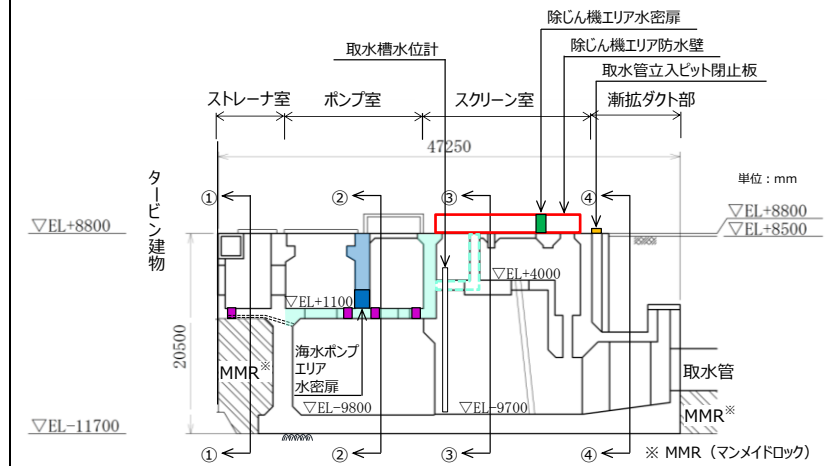 除じん機エリア水密扉
除じん機エリア防水壁
取水槽水位計
取水管立入ピット閉止板
ストレーナ室
ポンプ室
スクリーン室
漸拡ダクト部
47250
単位：mm
タービン建物
①
②
③
④
▽EL+8800
▽EL+8800
▽EL+8500
▽EL+4000
▽EL+1100
20500
海水ポンプ
エリア
水密扉
MMR※
取水管
▽EL-9800
▽EL-9700
MMR※
▽EL-11700
①
②
③
④
※ MMR（マンメイドロック）